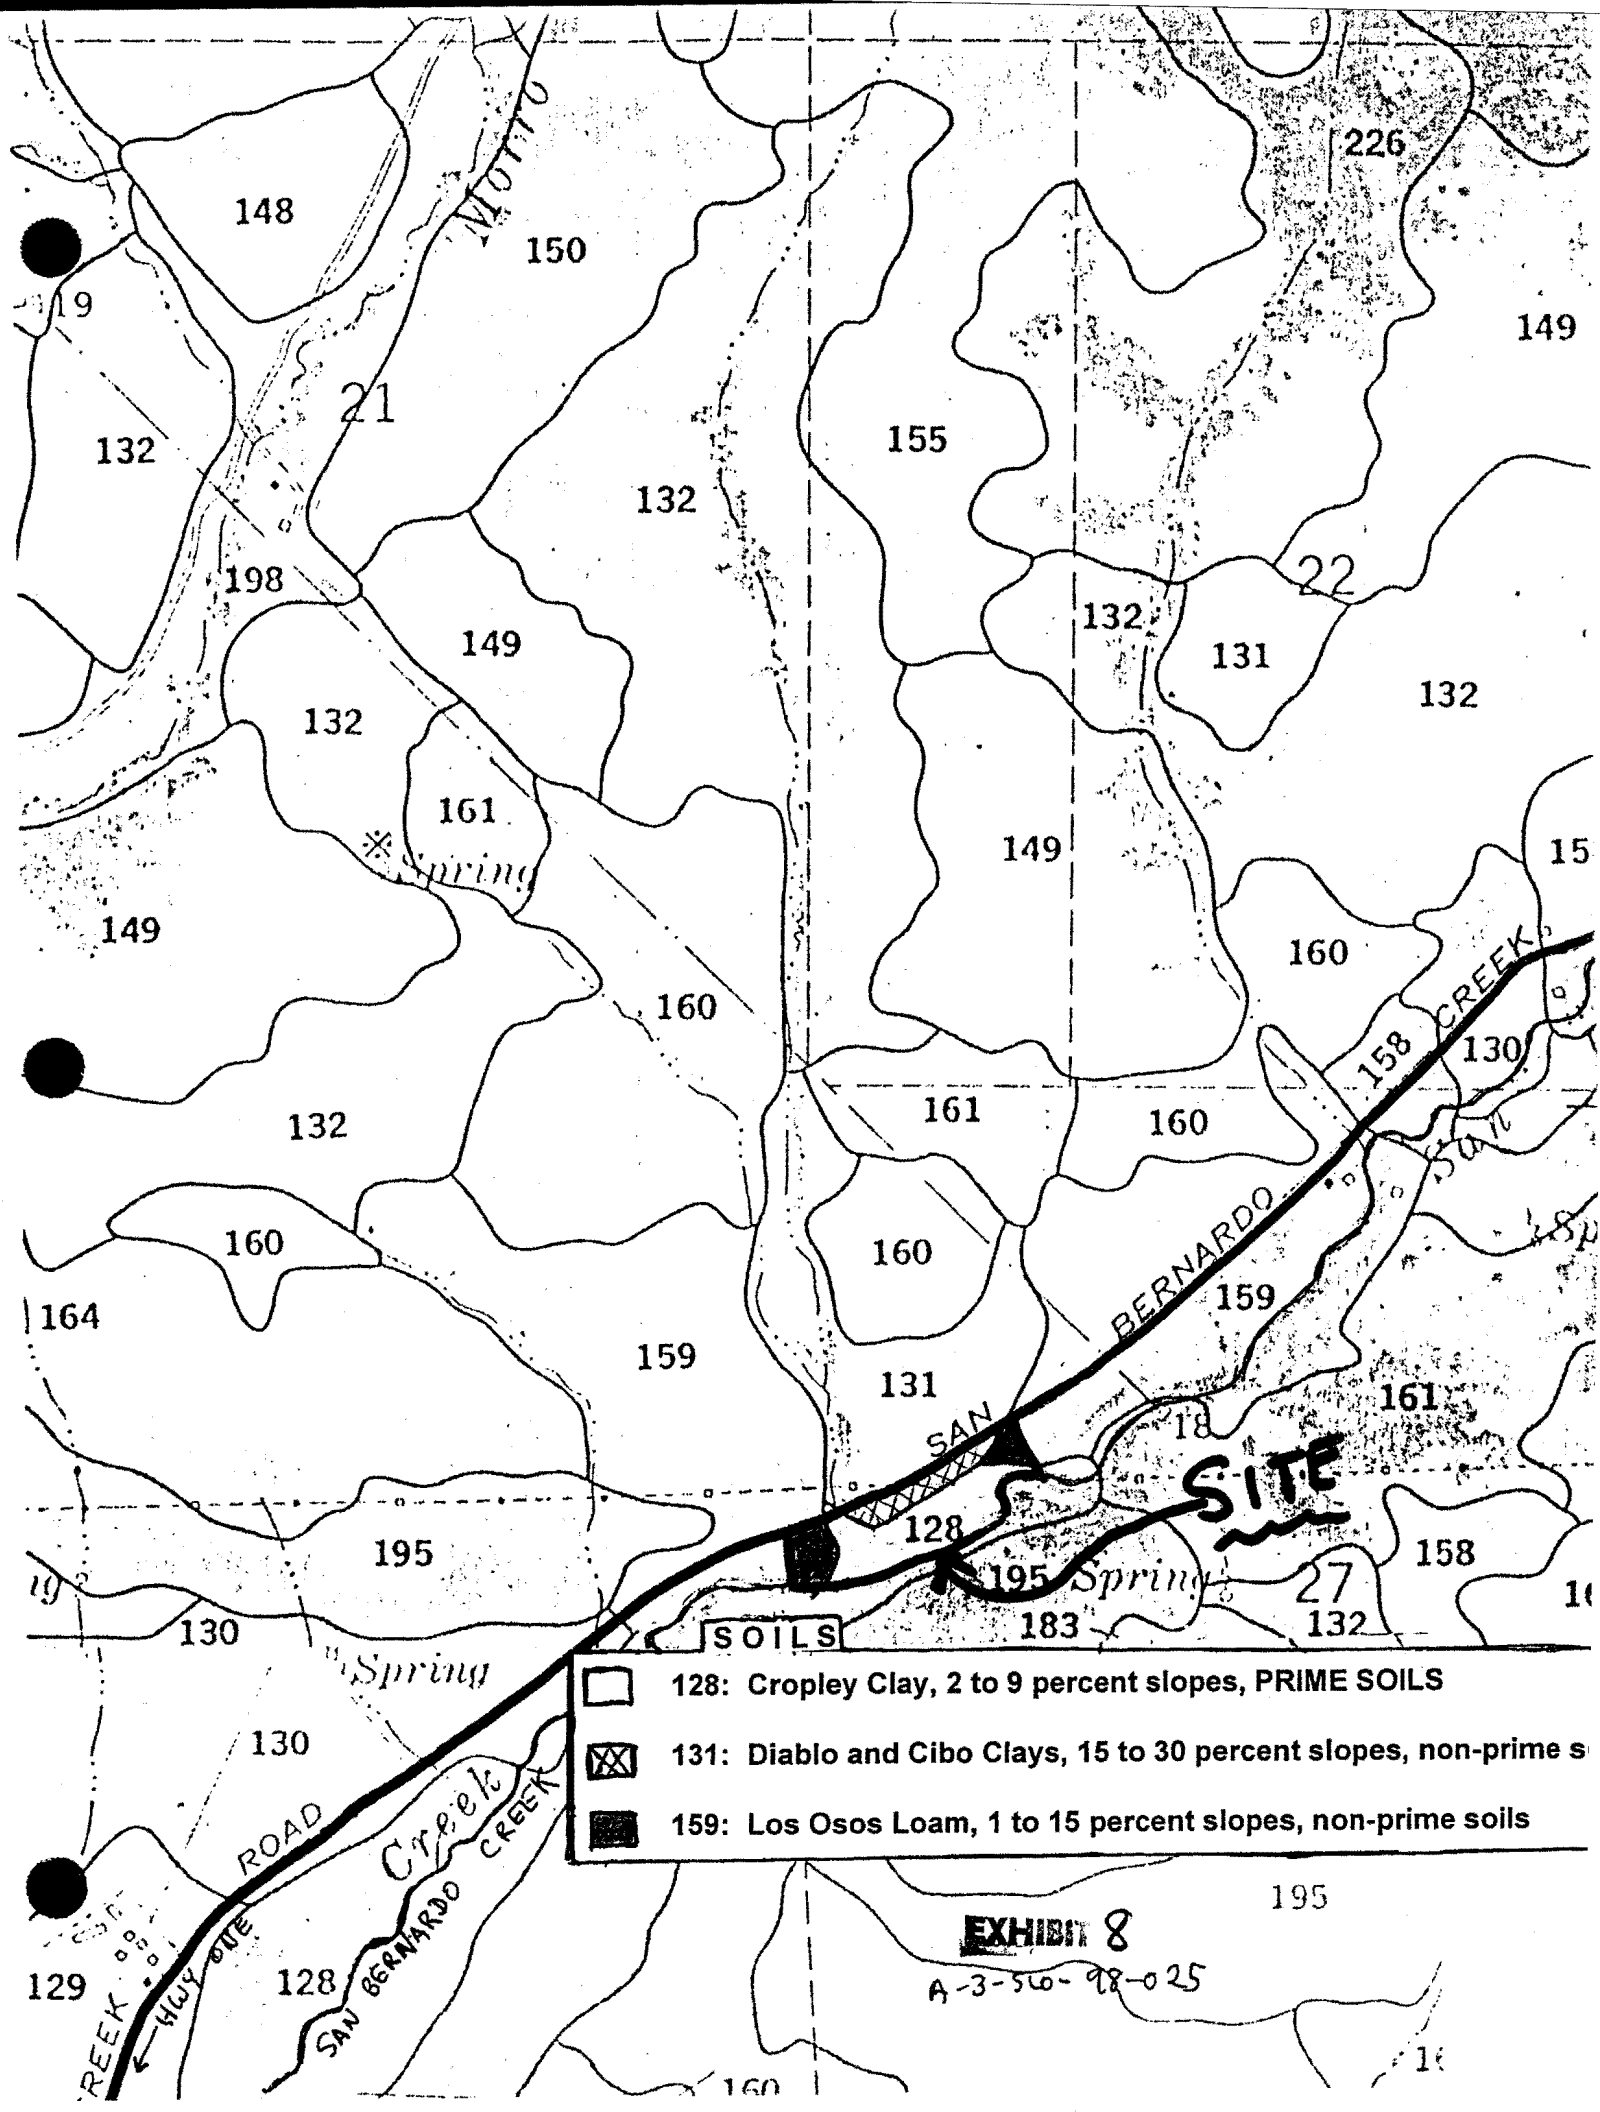 226
148
Morro
150
19
149
21
132
155
132
198
22
132
149
131
132
132
161
Spring
149
15
149
160
160
CREEK
158
130
161
160
132
San
160
160
BERNARDO
159
164
159
131
161
SAN
18
SITE
128
195
195
Spring
27
158
130
183
132
SOILS
Spring
128: Cropley Clay, 2 to 9 percent slopes, PRIME SOILS
130
131: Diablo and Cibo Clays, 15 to 30 percent slopes, non-prime s
159: Los Osos Loam, 1 to 15 percent slopes, non-prime soils
ROAD
Creek
SAN BERNARDO CREEK
195
EXHIBIT 8
A-3-SLO-98-025
129
128
HWY ONE
REEK
160